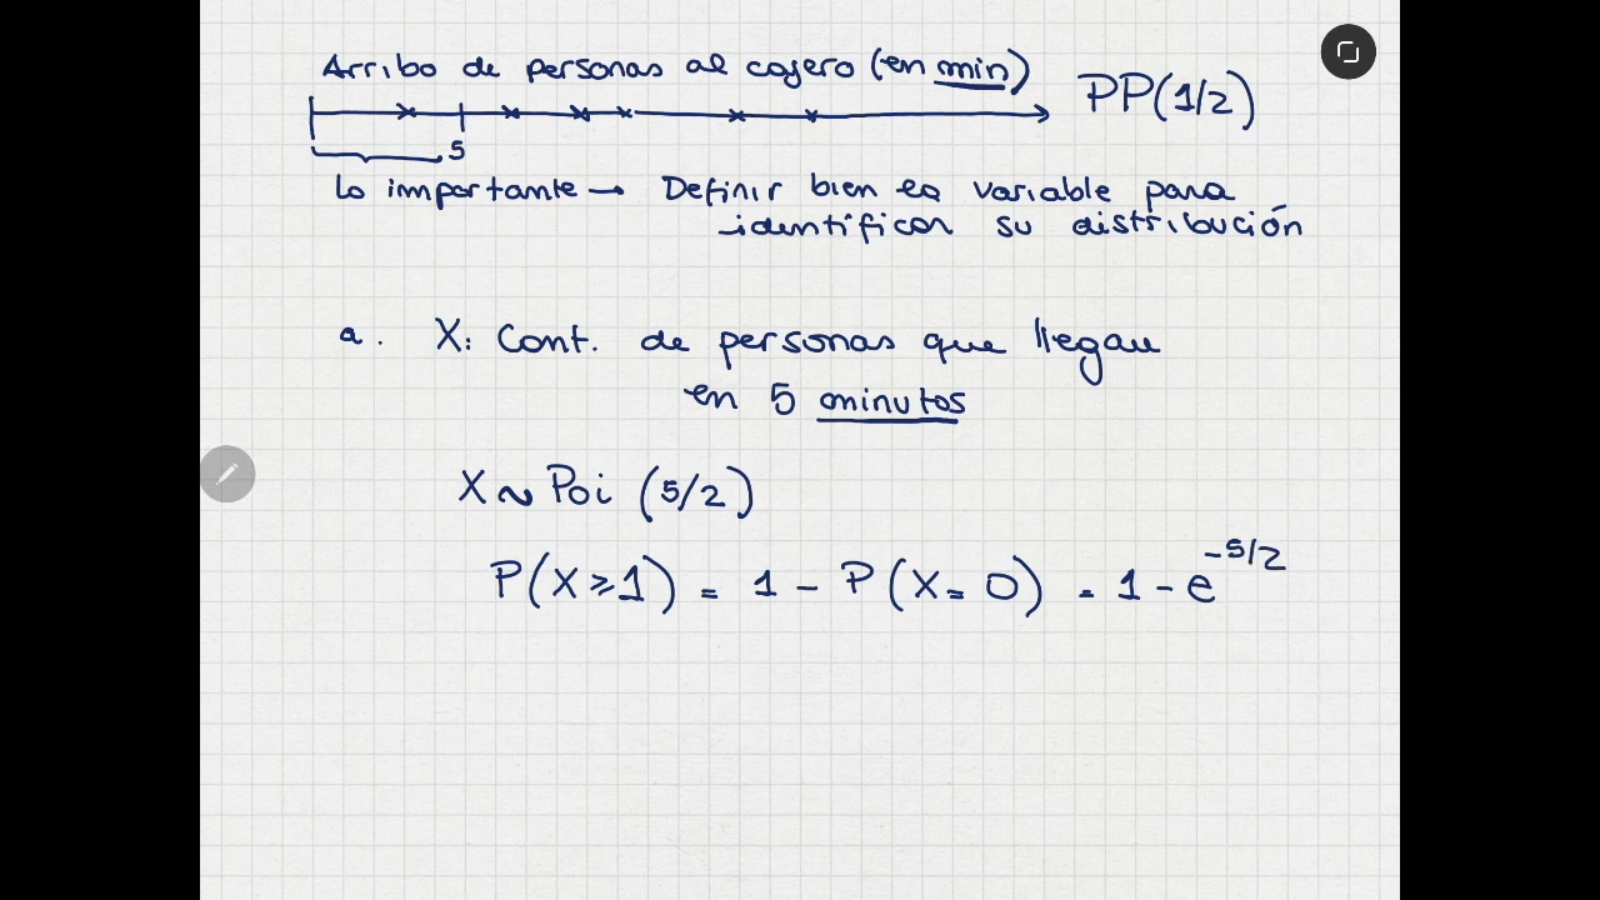 Arribo de personas al cajero (en min) PP(1/2)
5
Lo importante → Definir bien la variable para
identificar su distribución
a. X: Cant. de personas que llegan
en 5 minutos
X ~ Poi (5/2)
P(X ≥ 1) = 1 - P(X = 0) = 1 - e^{-5/2}